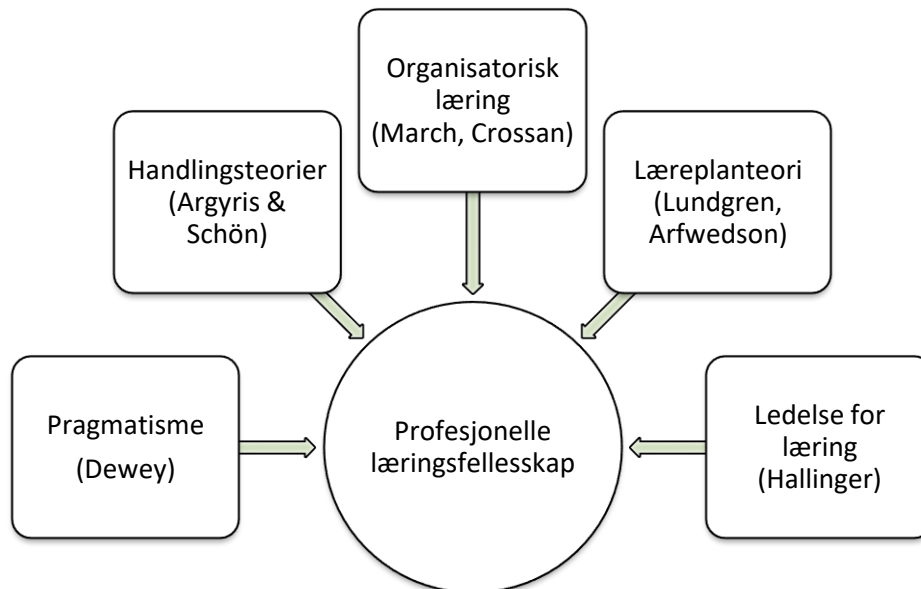 Organisatorisk
læring
(March, Crossan)
Handlingsteorier
(Argyris &
Schön)
Læreplanteori
(Lundgren,
Arfwedson)
Pragmatisme
(Dewey)
Profesjonelle
læringsfellesskap
Ledelse for
læring
(Hallinger)